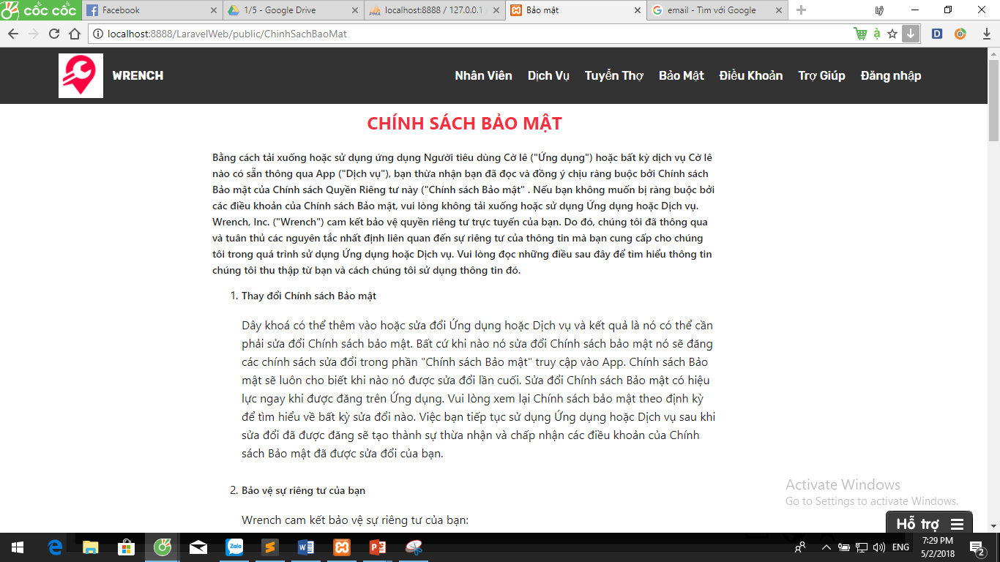 cốc cốc
Facebook
1/5 - Google Drive
localhost:8888 / 127.0.0.1
Bảo mật
email - Tìm với Google
localhost:8888/LaravelWeb/public/ChinhSachBaoMat
WRENCH
Nhân Viên
Dịch Vụ
Tuyển Thợ
Bảo Mật
Điều Khoản
Trợ Giúp
Đăng nhập
CHÍNH SÁCH BẢO MẬT
Bằng cách tải xuống hoặc sử dụng ứng dụng Người tiêu dùng Cờ lê ("Ứng dụng") hoặc bất kỳ dịch vụ Cờ lê
nào có sẵn thông qua App ("Dịch vụ"), bạn thừa nhận bạn đã đọc và đồng ý chịu ràng buộc bởi Chính sách
Bảo mật của Chính sách Quyền Riêng tư này ("Chính sách Bảo mật" . Nếu bạn không muốn bị ràng buộc bởi
các điều khoản của Chính sách Bảo mật, vui lòng không tải xuống hoặc sử dụng Ứng dụng hoặc Dịch vụ.
Wrench, Inc. ("Wrench") cam kết bảo vệ quyền riêng tư trực tuyến của bạn. Do đó, chúng tôi đã thông qua
và tuân thủ các nguyên tắc nhất định liên quan đến sự riêng tư của thông tin mà bạn cung cấp cho chúng
tôi trong quá trình sử dụng Ứng dụng hoặc Dịch vụ. Vui lòng đọc những điều sau đây để tìm hiểu thông tin
chúng tôi thu thập từ bạn và cách chúng tôi sử dụng thông tin đó.
1. Thay đổi Chính sách Bảo mật
Dây khoá có thể thêm vào hoặc sửa đổi Ứng dụng hoặc Dịch vụ và kết quả là nó có thể cần
phải sửa đổi Chính sách bảo mật. Bất cứ khi nào nó sửa đổi Chính sách bảo mật nó sẽ đăng
các chính sách sửa đổi trong phần "Chính sách Bảo mật" truy cập vào App. Chính sách Bảo
mật sẽ luôn cho biết khi nào nó được sửa đổi lần cuối. Sửa đổi Chính sách Bảo mật có hiệu
lực ngay khi được đăng trên Ứng dụng. Vui lòng xem lại Chính sách bảo mật theo định kỳ
để tìm hiểu về bất kỳ sửa đổi nào. Việc bạn tiếp tục sử dụng Ứng dụng hoặc Dịch vụ sau khi
sửa đổi đã được đăng sẽ tạo thành sự thừa nhận và chấp nhận các điều khoản của Chính
sách Bảo mật đã được sửa đổi của bạn.
2. Bảo vệ sự riêng tư của bạn
Wrench cam kết bảo vệ sự riêng tư của bạn:
Activate Windows
Go to Settings to activate Windows.
Hỗ trợ
Zalo
ENG
7:29 PM
5/2/2018
2